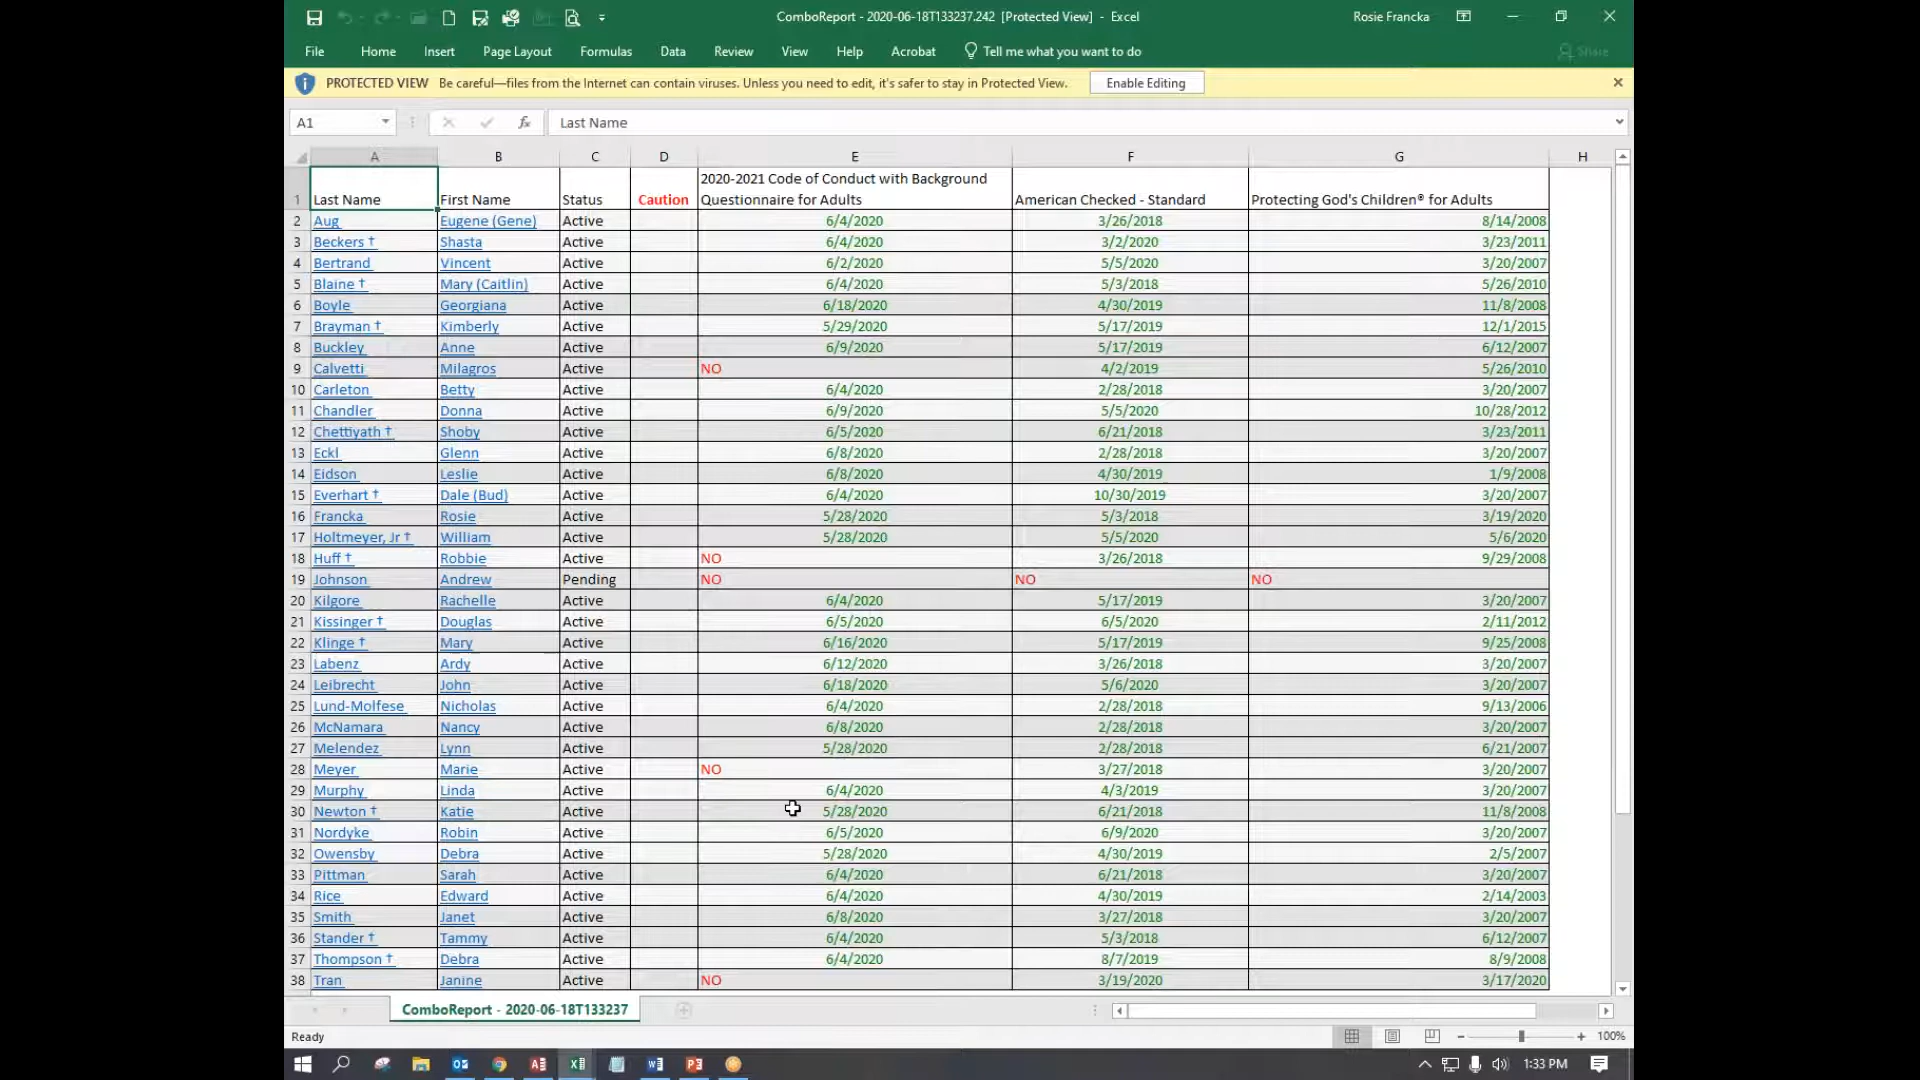 ComboReport - 2020-06-18T133237.242 [Protected View] - Excel
Rosie Francka
File Home Insert Page Layout Formulas Data Review View Help Acrobat Tell me what you want to do Share
PROTECTED VIEW Be careful—files from the Internet can contain viruses. Unless you need to edit, it's safer to stay in Protected View. Enable Editing
A1 fx Last Name
A B C D E F G H
2020-2021 Code of Conduct with Background
1 Last Name First Name Status Caution Questionnaire for Adults American Checked - Standard Protecting God's Children® for Adults
2 Aug Eugene (Gene) Active 6/4/2020 3/26/2018 8/14/2008
3 Beckers † Shasta Active 6/4/2020 3/2/2020 3/23/2011
4 Bertrand Vincent Active 6/2/2020 5/5/2020 3/20/2007
5 Blaine † Mary (Caitlin) Active 6/4/2020 5/3/2018 5/26/2010
6 Boyle Georgiana Active 6/18/2020 4/30/2019 11/8/2008
7 Brayman † Kimberly Active 5/29/2020 5/17/2019 12/1/2015
8 Buckley Anne Active 6/9/2020 5/17/2019 6/12/2007
9 Calvetti Milagros Active NO 4/2/2019 5/26/2010
10 Carleton Betty Active 6/4/2020 2/28/2018 3/20/2007
11 Chandler Donna Active 6/9/2020 5/5/2020 10/28/2012
12 Chettiyath † Shoby Active 6/5/2020 6/21/2018 3/23/2011
13 Eckl Glenn Active 6/8/2020 2/28/2018 3/20/2007
14 Eidson Leslie Active 6/8/2020 4/30/2019 1/9/2008
15 Everhart † Dale (Bud) Active 6/4/2020 10/30/2019 3/20/2007
16 Francka Rosie Active 5/28/2020 5/3/2018 3/19/2020
17 Holtmeyer, Jr † William Active 5/28/2020 5/5/2020 5/6/2020
18 Huff † Robbie Active NO 3/26/2018 9/29/2008
19 Johnson Andrew Pending NO NO NO
20 Kilgore Rachelle Active 6/4/2020 5/17/2019 3/20/2007
21 Kissinger † Douglas Active 6/5/2020 6/5/2020 2/11/2012
22 Klinge † Mary Active 6/16/2020 5/17/2019 9/25/2008
23 Labenz Ardy Active 6/12/2020 3/26/2018 3/20/2007
24 Leibrecht John Active 6/18/2020 5/6/2020 3/20/2007
25 Lund-Molfese Nicholas Active 6/4/2020 2/28/2018 9/13/2006
26 McNamara Nancy Active 6/8/2020 2/28/2018 3/20/2007
27 Melendez Lynn Active 5/28/2020 2/28/2018 6/21/2007
28 Meyer Marie Active NO 3/27/2018 3/20/2007
29 Murphy Linda Active 6/4/2020 4/3/2019 3/20/2007
30 Newton † Katie Active 5/28/2020 6/21/2018 11/8/2008
31 Nordyke Robin Active 6/5/2020 6/9/2020 3/20/2007
32 Owensby Debra Active 5/28/2020 4/30/2019 2/5/2007
33 Pittman Sarah Active 6/4/2020 6/21/2018 3/20/2007
34 Rice Edward Active 6/4/2020 4/30/2019 2/14/2003
35 Smith Janet Active 6/8/2020 3/27/2018 3/20/2007
36 Stander † Tammy Active 6/4/2020 5/3/2018 6/12/2007
37 Thompson † Debra Active 6/4/2020 8/7/2019 8/9/2008
38 Tran Janine Active NO 3/19/2020 3/17/2020
ComboReport - 2020-06-18T133237
Ready 100%
1:33 PM